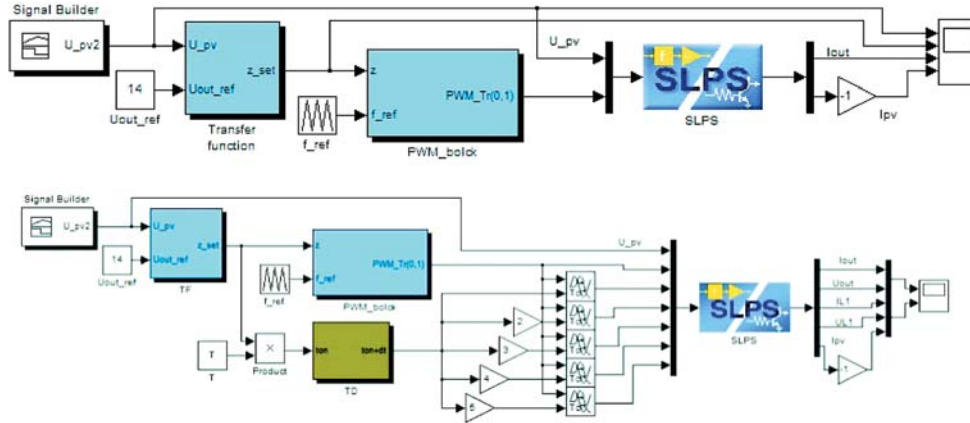 Signal Builder
U_pv2
U_pv
z_set
Uout_ref
14
Uout_ref
Transfer
function
f_ref
z
PWM_Tr(0,1)
f_ref
PWM_bolck
U_pv
f
SLPS
SLPS
Iout
-1
Ipv
Signal Builder
U_pv2
U_pv
z_set
Uout_ref
14
Uout_ref
TF
f_ref
z
PWM_Tr(0,1)
f_ref
PWM_bolck
T
T
×
Product
ton
ton+dt
TD
2
3
4
5
U_pv
SLPS
SLPS
Iout
Uout
IL1
UL1
Ipv
-1